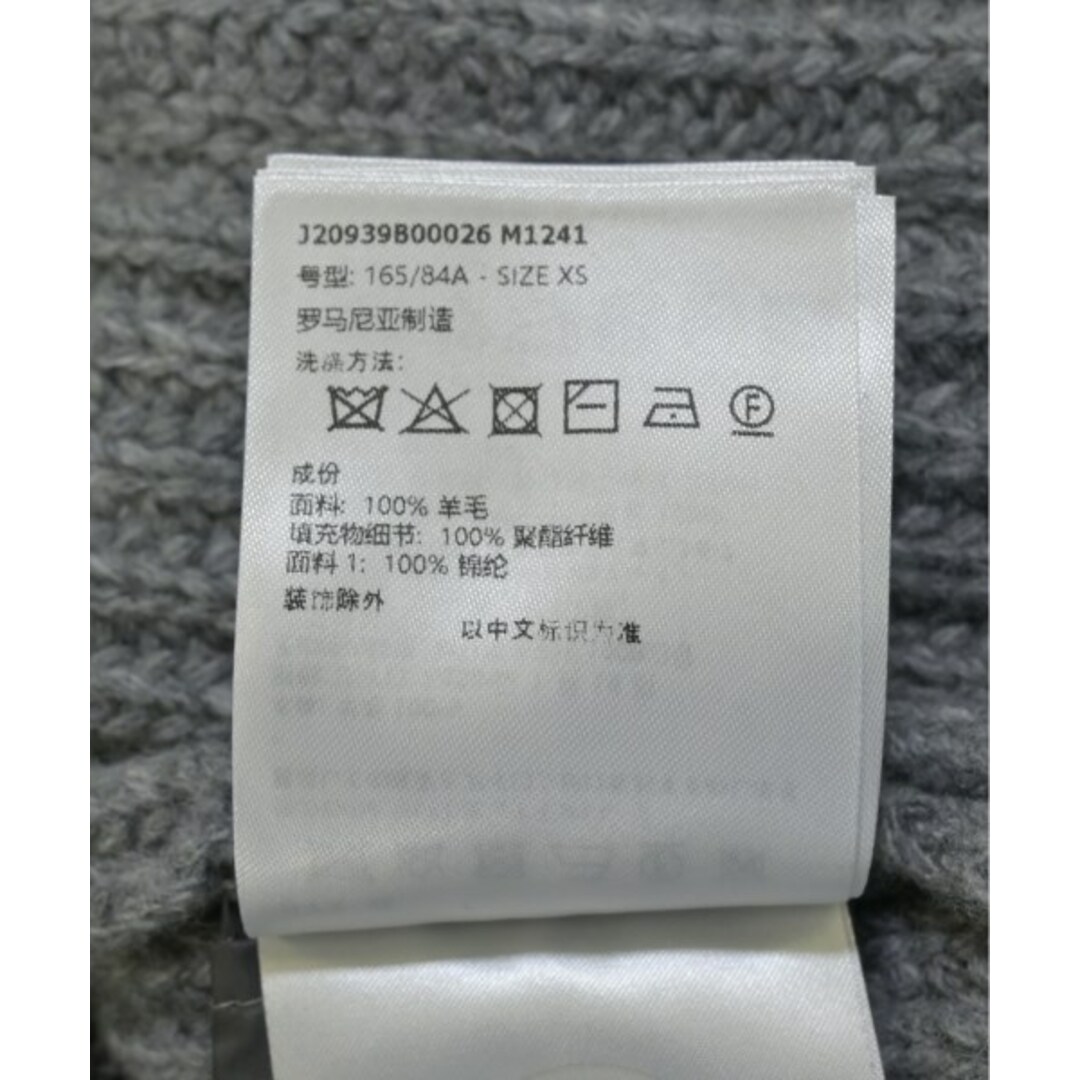 J20939B00026 M1241
号型: 165/84A - SIZE XS
罗马尼亚制造
洗涤方法:
F
成份
面料: 100% 羊毛
填充物细节: 100% 聚酯纤维
面料 1: 100% 锦纶
装饰除外
以中文标识为准